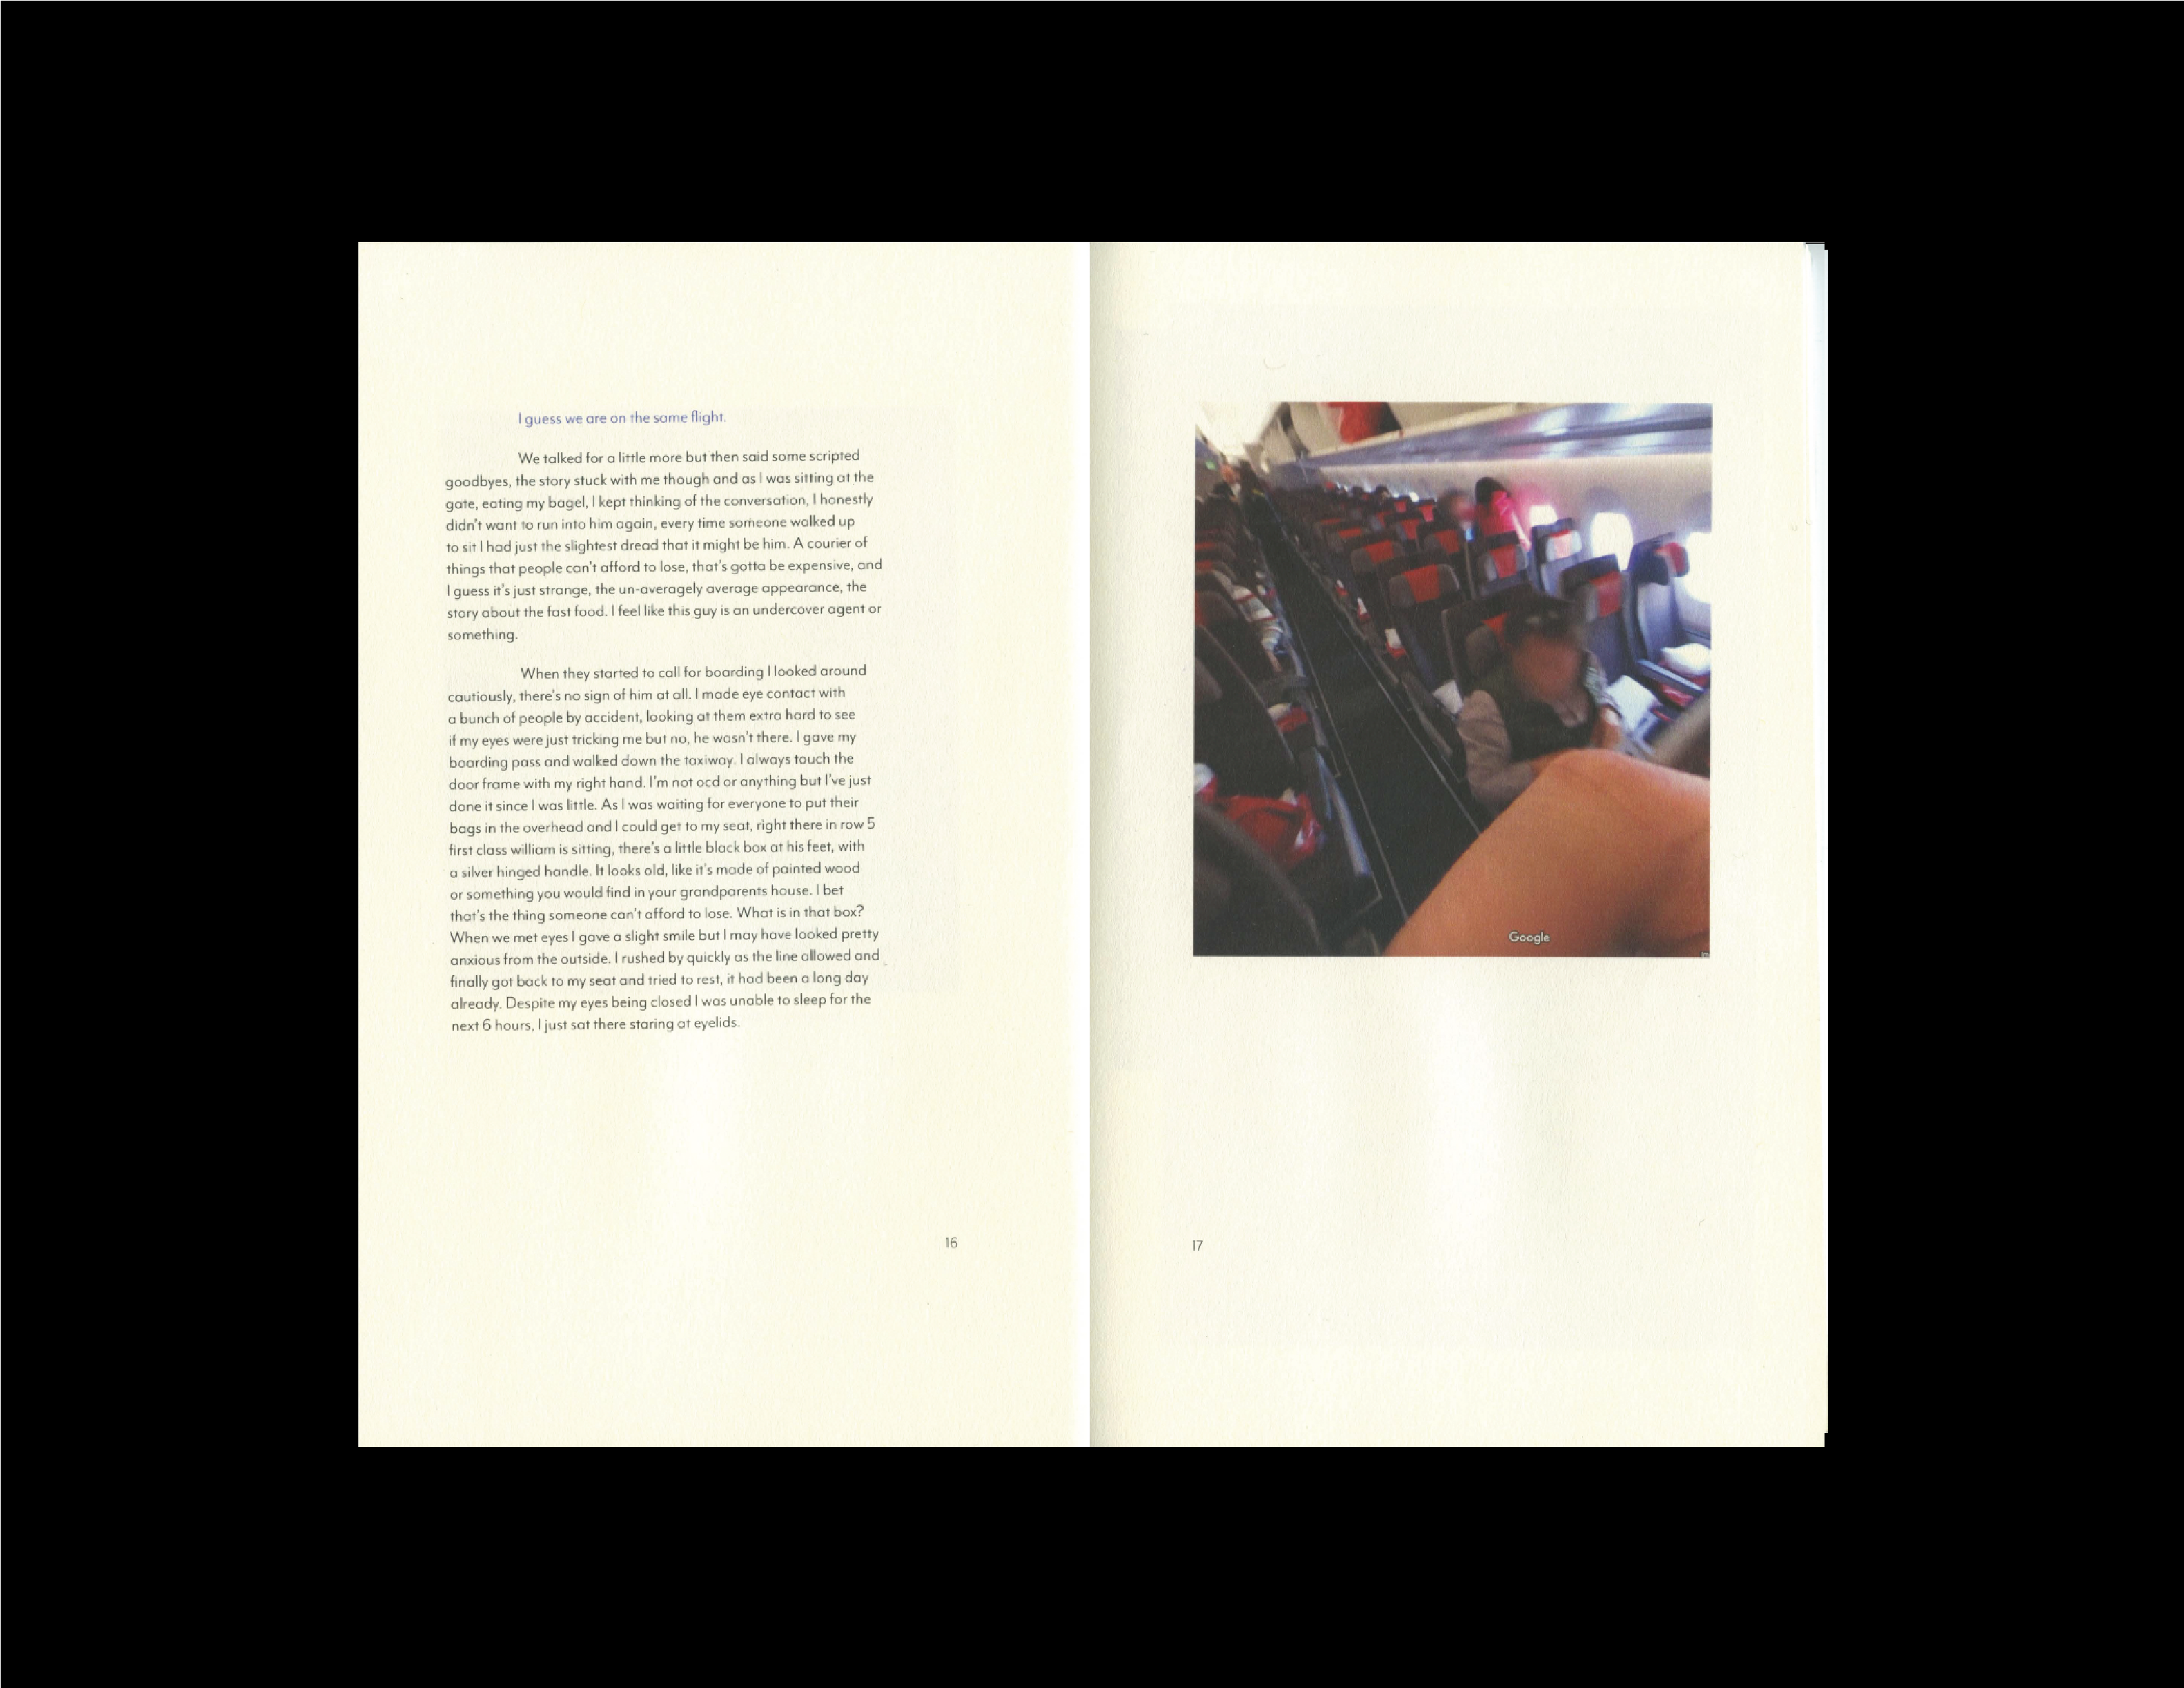 I guess we are on the same flight.
We talked for a little more but then said some scripted
goodbyes, the story stuck with me though and as I was sitting at the
gate, eating my bagel, I kept thinking of the conversation, I honestly
didn't want to run into him again, every time someone walked up
to sit I had just the slightest dread that it might be him. A courier of
things that people can't afford to lose, that's gotta be expensive, and
I guess it's just strange, the un-averagely average appearance, the
story about the fast food. I feel like this guy is an undercover agent or
something.
When they started to call for boarding I looked around
cautiously, there's no sign of him at all. I made eye contact with
a bunch of people by accident, looking at them extra hard to see
if my eyes were just tricking me but no, he wasn't there. I gave my
boarding pass and walked down the taxiway. I always touch the
door frame with my right hand. I'm not ocd or anything but I've just
done it since I was little. As I was waiting for everyone to put their
bags in the overhead and I could get to my seat, right there in row 5
first class william is sitting, there's a little black box at his feet, with
a silver hinged handle. It looks old, like it's made of painted wood
or something you would find in your grandparents house. I bet
that's the thing someone can't afford to lose. What is in that box?
When we met eyes I gave a slight smile but I may have looked pretty
anxious from the outside. I rushed by quickly as the line allowed and
finally got back to my seat and tried to rest, it had been a long day
already. Despite my eyes being closed I was unable to sleep for the
next 6 hours, I just sat there staring at eyelids.
16
Google
17